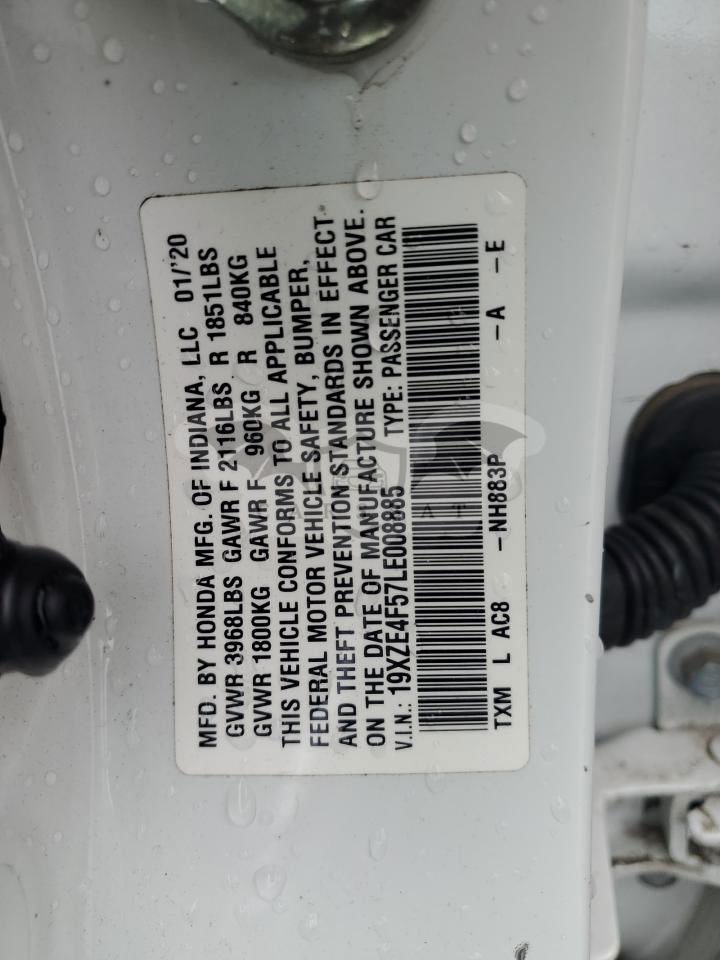 MFD. BY HONDA MFG. OF INDIANA, LLC 01/'20
GVWR 3968LBS GAWR F 2116LBS R 1851LBS
GVWR 1800KG GAWR F 960KG R 840KG
THIS VEHICLE CONFORMS TO ALL APPLICABLE
FEDERAL MOTOR VEHICLE SAFETY, BUMPER,
AND THEFT PREVENTION STANDARDS IN EFFECT
ON THE DATE OF MANUFACTURE SHOWN ABOVE.
V.I.N.: 19XZE4F57LE008885 TYPE: PASSENGER CAR
TXM L AC8 -NH883P -A -E